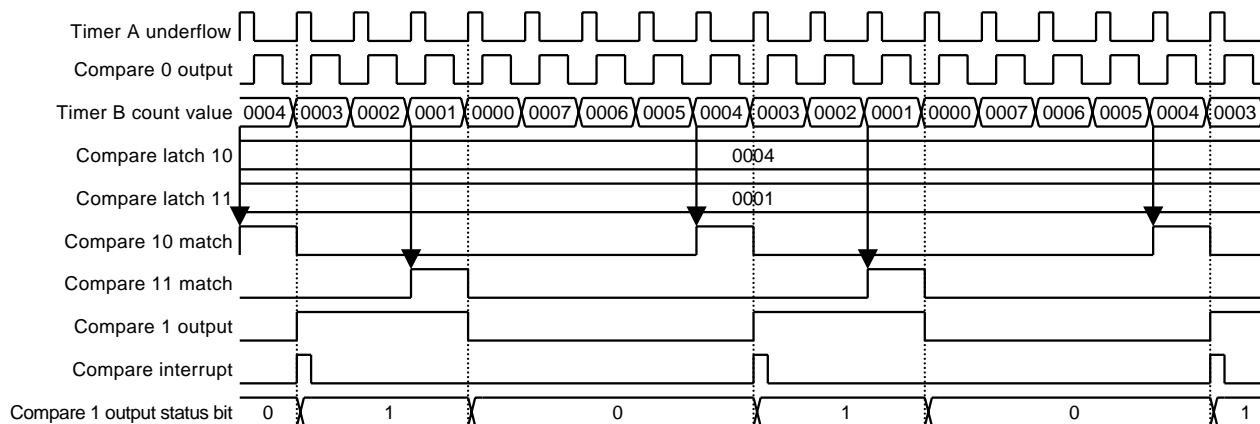 Timer A underflow
Compare 0 output
Timer B count value 0004 0003 0002 0001 0000 0007 0006 0005 0004 0003 0002 0001 0000 0007 0006 0005 0004 0003
Compare latch 10 0004
Compare latch 11 0001
Compare 10 match
Compare 11 match
Compare 1 output
Compare interrupt
Compare 1 output status bit 0 1 0 1 0 1